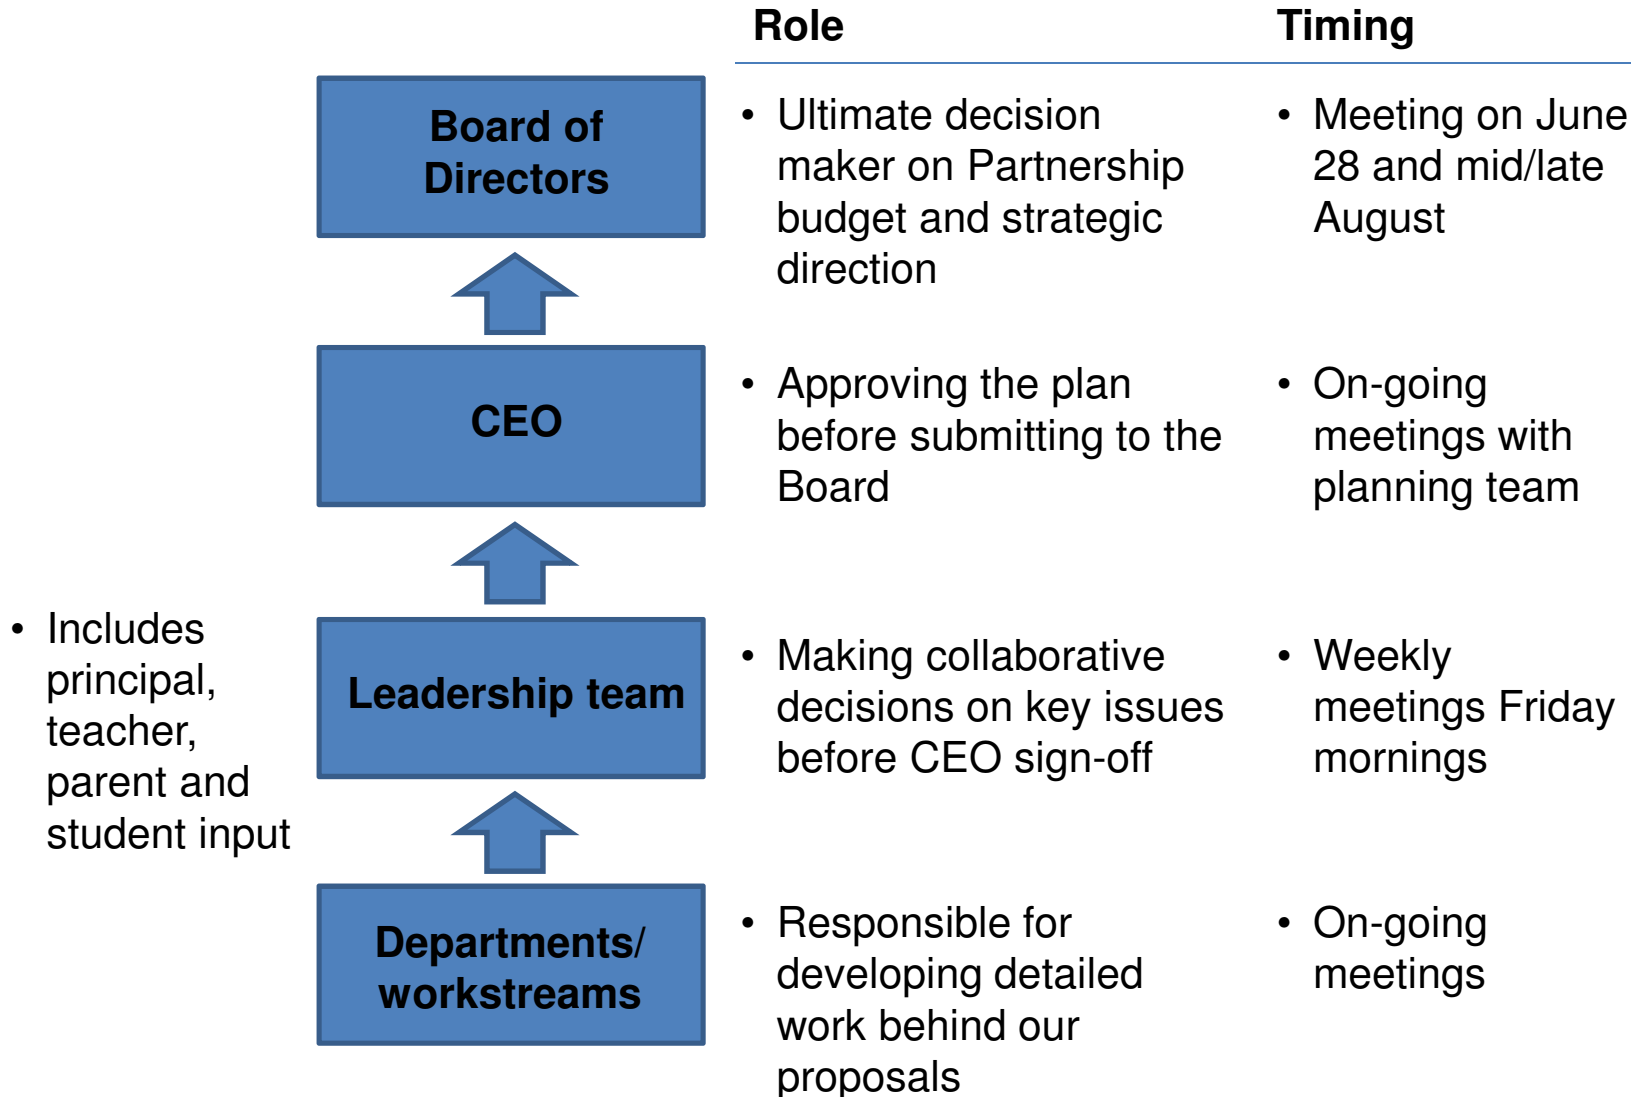 Role Timing
Board of
Directors
• Ultimate decision
maker on Partnership
budget and strategic
direction
• Meeting on June
28 and mid/late
August
CEO
• Approving the plan
before submitting to the
Board
• On-going
meetings with
planning team
• Includes
principal,
teacher,
parent and
student input
Leadership team
• Making collaborative
decisions on key issues
before CEO sign-off
• Weekly
meetings Friday
mornings
Departments/
workstreams
• Responsible for
developing detailed
work behind our
proposals
• On-going
meetings